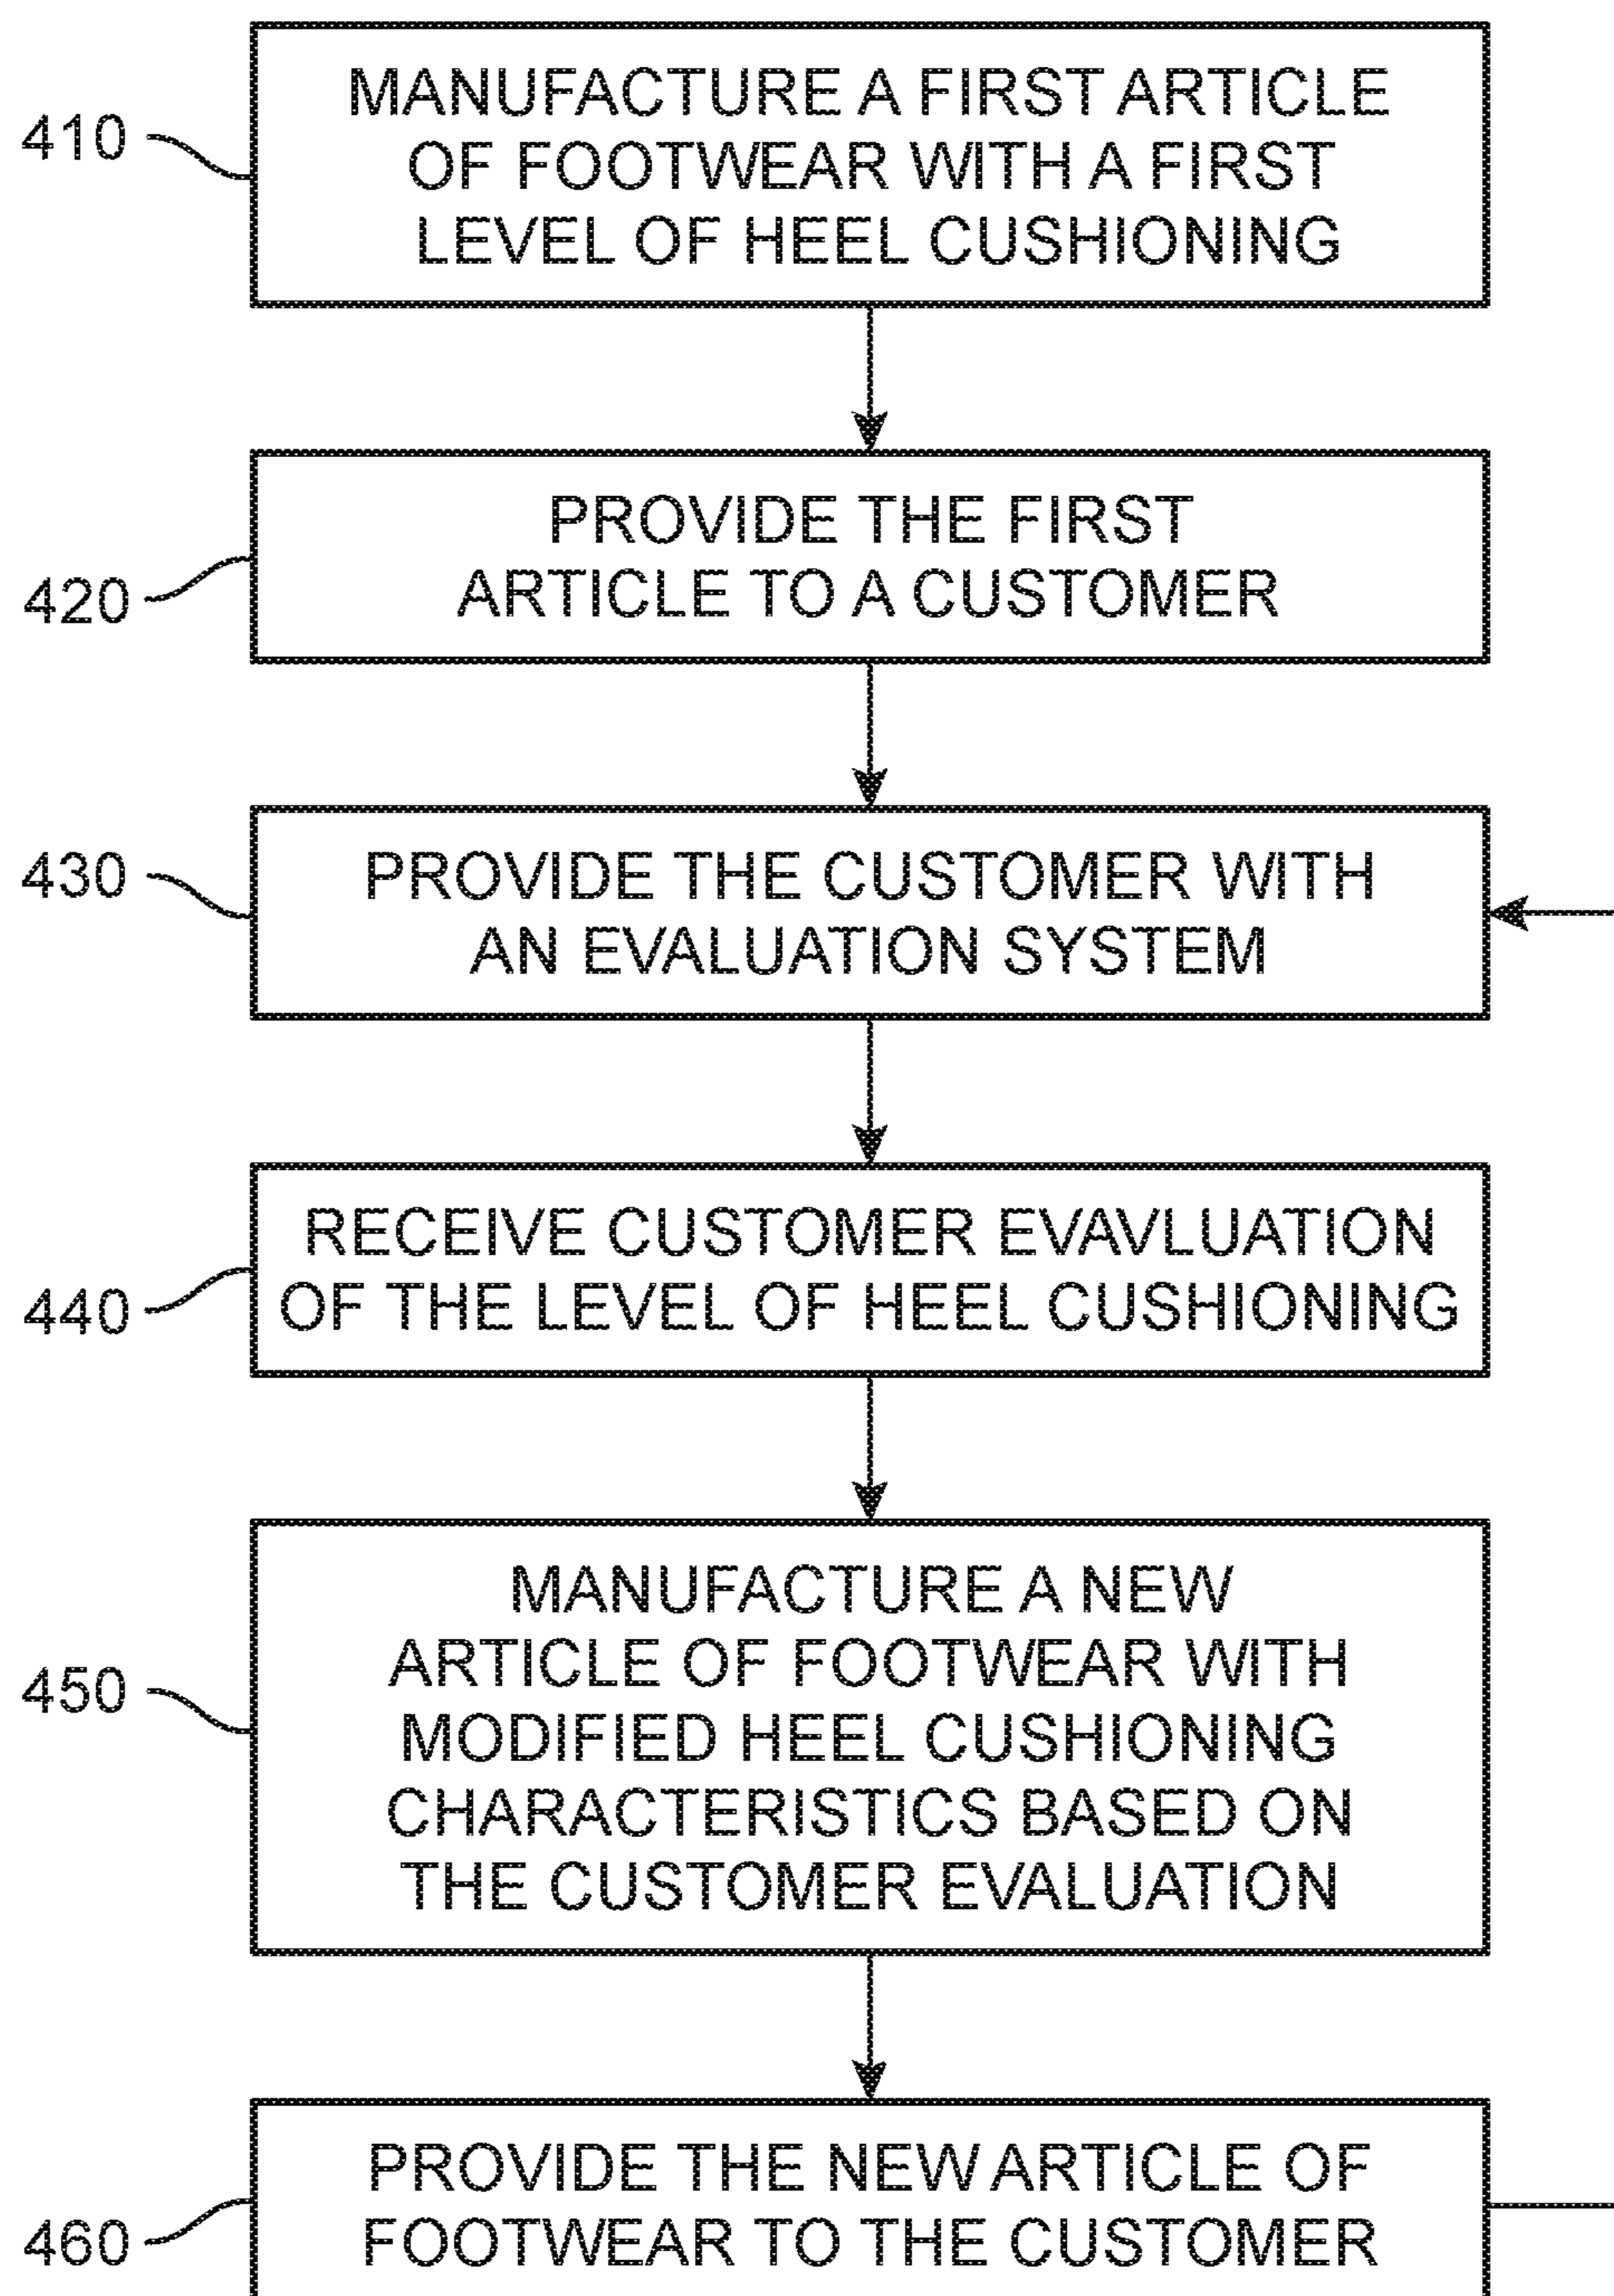 410
MANUFACTURE A FIRST ARTICLE
OF FOOTWEAR WITH A FIRST
LEVEL OF HEEL CUSHIONING
420
PROVIDE THE FIRST
ARTICLE TO A CUSTOMER
430
PROVIDE THE CUSTOMER WITH
AN EVALUATION SYSTEM
440
RECEIVE CUSTOMER EVAVLUATION
OF THE LEVEL OF HEEL CUSHIONING
450
MANUFACTURE A NEW
ARTICLE OF FOOTWEAR WITH
MODIFIED HEEL CUSHIONING
CHARACTERISTICS BASED ON
THE CUSTOMER EVALUATION
460
PROVIDE THE NEW ARTICLE OF
FOOTWEAR TO THE CUSTOMER